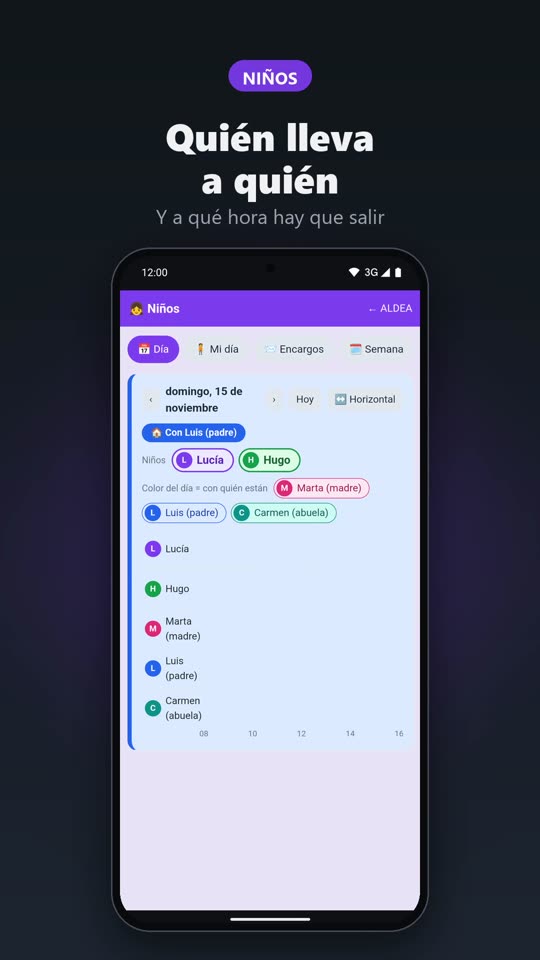 NIÑOS
Quién lleva
a quién
Y a qué hora hay que salir
12:00
3G
Niños
← ALDEA
Día
Mi día
Encargos
Semana
‹
domingo, 15 de
noviembre
›
Hoy
Horizontal
Con Luis (padre)
Niños
L Lucía
H Hugo
Color del día = con quién están
M Marta (madre)
L Luis (padre)
C Carmen (abuela)
L Lucía
H Hugo
M Marta
(madre)
L Luis
(padre)
C Carmen
(abuela)
08 10 12 14 16